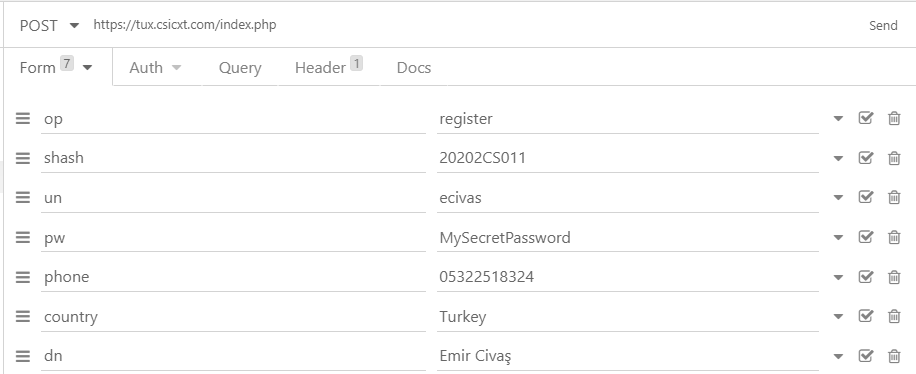 POST https://tux.csicxt.com/index.php Send
Form 7 Auth Query Header 1 Docs
op register
shash 20202CS011
un ecivas
pw MySecretPassword
phone 05322518324
country Turkey
dn Emir Civaş